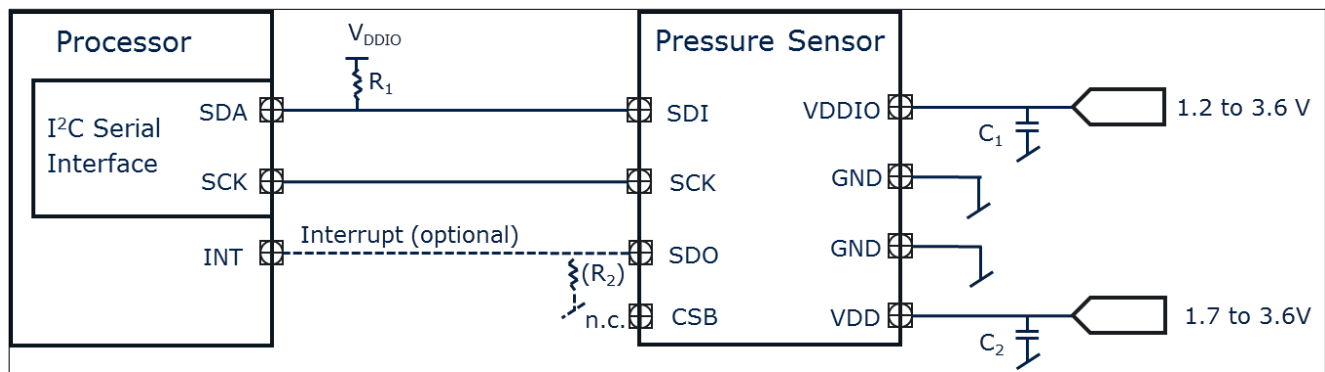 Processor
I²C Serial
Interface
SDA
SCK
INT
V_DDIO
R₁
Interrupt (optional)
(R₂)
n.c.
Pressure Sensor
SDI
SCK
SDO
CSB
VDDIO
GND
GND
VDD
C₁
C₂
1.2 to 3.6 V
1.7 to 3.6V